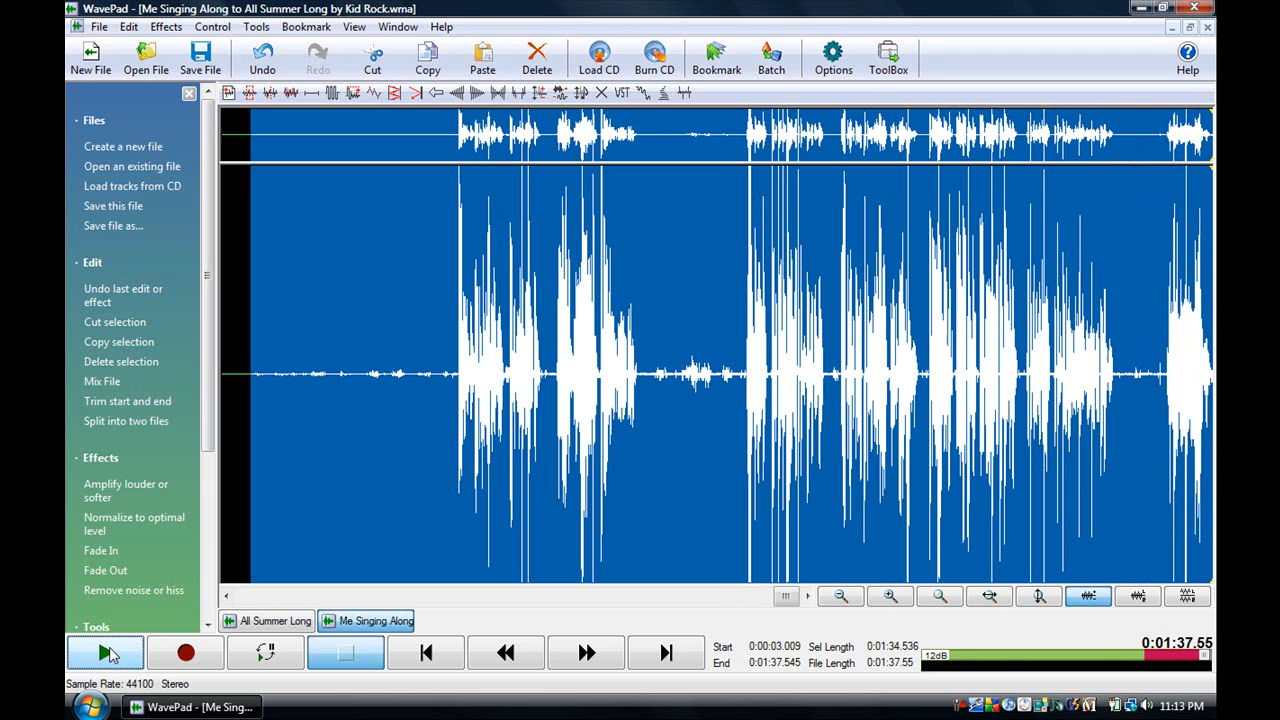 WavePad - [Me Singing Along to All Summer Long by Kid Rock.wma]
File Edit Effects Control Tools Bookmark View Window Help
New File Open File Save File Undo Redo Cut Copy Paste Delete Load CD Burn CD Bookmark Batch Options ToolBox Help
VST
Files
Create a new file
Open an existing file
Load tracks from CD
Save this file
Save file as...
Edit
Undo last edit or
effect
Cut selection
Copy selection
Delete selection
Mix File
Trim start and end
Split into two files
Effects
Amplify louder or
softer
Normalize to optimal
level
Fade In
Fade Out
Remove noise or hiss
Tools
All Summer Long Me Singing Along
Start 0:00:03.009 Sel Length 0:01:34.536 0:01:37.55
End 0:01:37.545 File Length 0:01:37.55 12dB
Sample Rate: 44100 Stereo
WavePad - [Me Sing... 11:13 PM